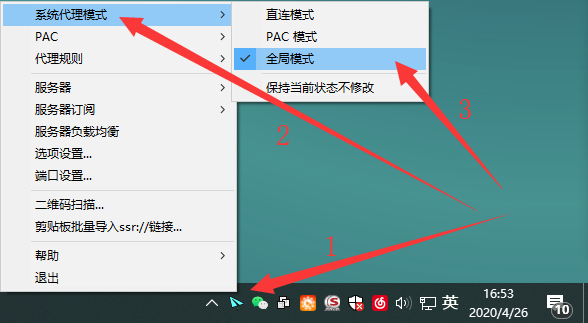 系统代理模式
PAC
代理规则
服务器
服务器订阅
服务器负载均衡
选项设置...
端口设置...
二维码扫描...
剪贴板批量导入ssr://链接...
帮助
退出
直连模式
PAC 模式
全局模式
保持当前状态不修改
1
2
3
英
16:53
2020/4/26
10